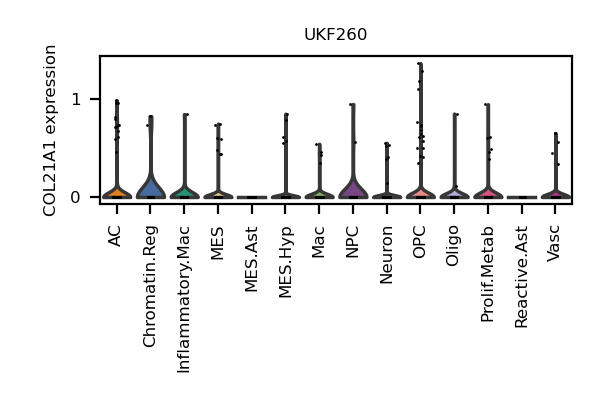 UKF260
COL21A1 expression
1
0
AC
Chromatin.Reg
Inflammatory.Mac
MES
MES.Ast
MES.Hyp
Mac
NPC
Neuron
OPC
Oligo
Prolif.Metab
Reactive.Ast
Vasc